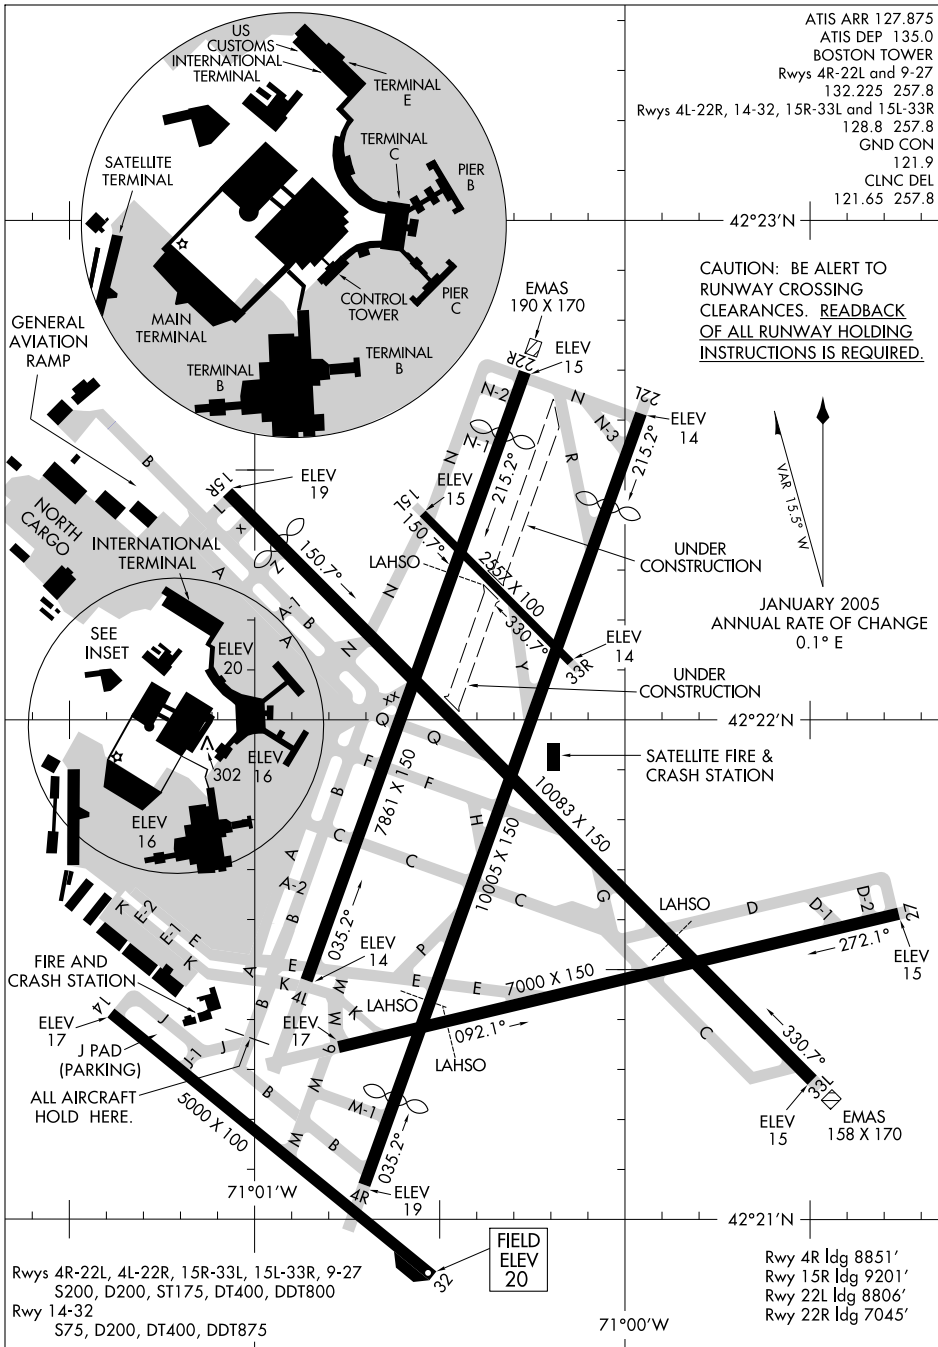 ATIS ARR 127.875
ATIS DEP 135.0
BOSTON TOWER
Rwys 4R-22L and 9-27
132.225 257.8
Rwys 4L-22R, 14-32, 15R-33L and 15L-33R
128.8 257.8
GND CON
121.9
CLNC DEL
121.65 257.8
US
CUSTOMS
INTERNATIONAL
TERMINAL
TERMINAL
E
TERMINAL
C
PIER
B
SATELLITE
TERMINAL
PIER
C
CONTROL
TOWER
MAIN
TERMINAL
TERMINAL
B
TERMINAL
B
42°23'N
CAUTION: BE ALERT TO
RUNWAY CROSSING
CLEARANCES. READBACK
OF ALL RUNWAY HOLDING
INSTRUCTIONS IS REQUIRED.
EMAS
190 X 170
GENERAL
AVIATION
RAMP
22R
ELEV
15
22L
ELEV
14
N-2
N
N-3
N-1
N
N
R
215.2°
215.2°
VAR 15.5° W
B
15R
ELEV
19
ELEV
15
15L
L
x
NORTH
CARGO
INTERNATIONAL
TERMINAL
150.7°
150.7°
LAHSO
2557 X 100
UNDER
CONSTRUCTION
A
N
A-1
B
A
N
N
330.7°
JANUARY 2005
ANNUAL RATE OF CHANGE
0.1° E
SEE
INSET
ELEV
20
Y
ELEV
14
33R
UNDER
CONSTRUCTION
xx
Q
Q
42°22'N
302
ELEV
16
F
F
SATELLITE FIRE &
CRASH STATION
B
7861 X 150
10083 X 150
ELEV
16
C
C
H
10005 X 150
A
A-2
B
C
G
K
E-2
E-1
E
K
LAHSO
D
D-1
D-2
27
035.2°
272.1°
ELEV
15
FIRE AND
CRASH STATION
A
E
K
4L
ELEV
14
P
E
E
7000 X 150
M
M
K
LAHSO
14
ELEV
17
B
ELEV
17
9
092.1°
LAHSO
C
330.7°
J
J PAD
(PARKING)
J-1
J
ALL AIRCRAFT
HOLD HERE.
B
M
M-1
33L
ELEV
15
EMAS
158 X 170
5000 X 100
M
B
035.2°
71°01'W
4R
ELEV
19
42°21'N
FIELD
ELEV
20
32
Rwys 4R-22L, 4L-22R, 15R-33L, 15L-33R, 9-27
S200, D200, ST175, DT400, DDT800
Rwy 14-32
S75, D200, DT400, DDT875
71°00'W
Rwy 4R ldg 8851'
Rwy 15R ldg 9201'
Rwy 22L ldg 8806'
Rwy 22R ldg 7045'